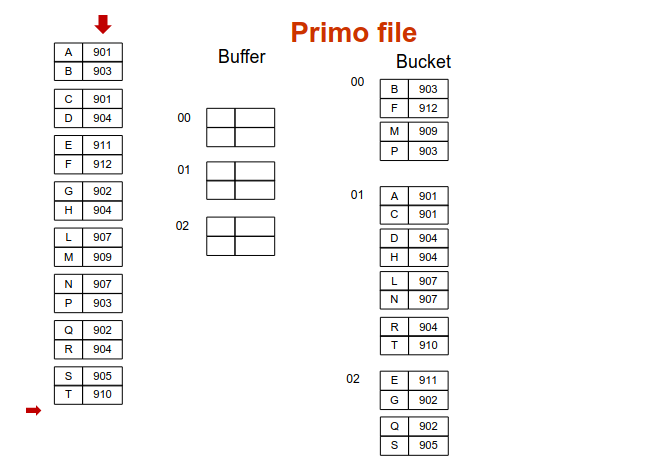 Primo file
Buffer
Bucket
A 901
B 903
C 901
D 904
E 911
F 912
G 902
H 904
L 907
M 909
N 907
P 903
Q 902
R 904
S 905
T 910
00
01
02
00
B 903
F 912
M 909
P 903
01
A 901
C 901
D 904
H 904
L 907
N 907
R 904
T 910
02
E 911
G 902
Q 902
S 905